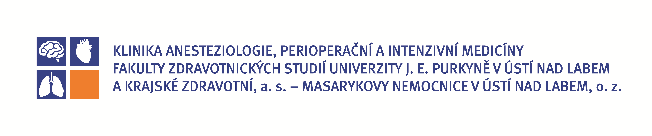 KLINIKA ANESTEZIOLOGIE, PERIOPERAČNÍ A INTENZIVNÍ MEDICÍNY
FAKULTY ZDRAVOTNICKÝCH STUDIÍ UNIVERZITY J. E. PURKYNĚ V ÚSTÍ NAD LABEM
A KRAJSKÉ ZDRAVOTNÍ, a. s. – MASARYKOVY NEMOCNICE V ÚSTÍ NAD LABEM, o. z.